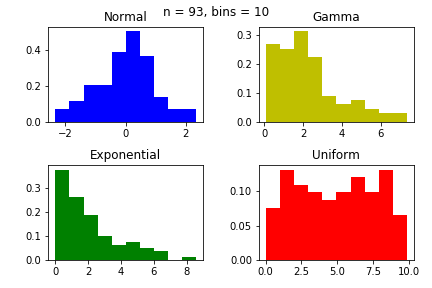 n = 93, bins = 10
Normal
0.4
0.2
0.0
−2 0 2
Gamma
0.3
0.2
0.1
0.0
0 2 4 6
Exponential
0.3
0.2
0.1
0.0
0 2 4 6 8
Uniform
0.10
0.05
0.00
0.0 2.5 5.0 7.5 10.0